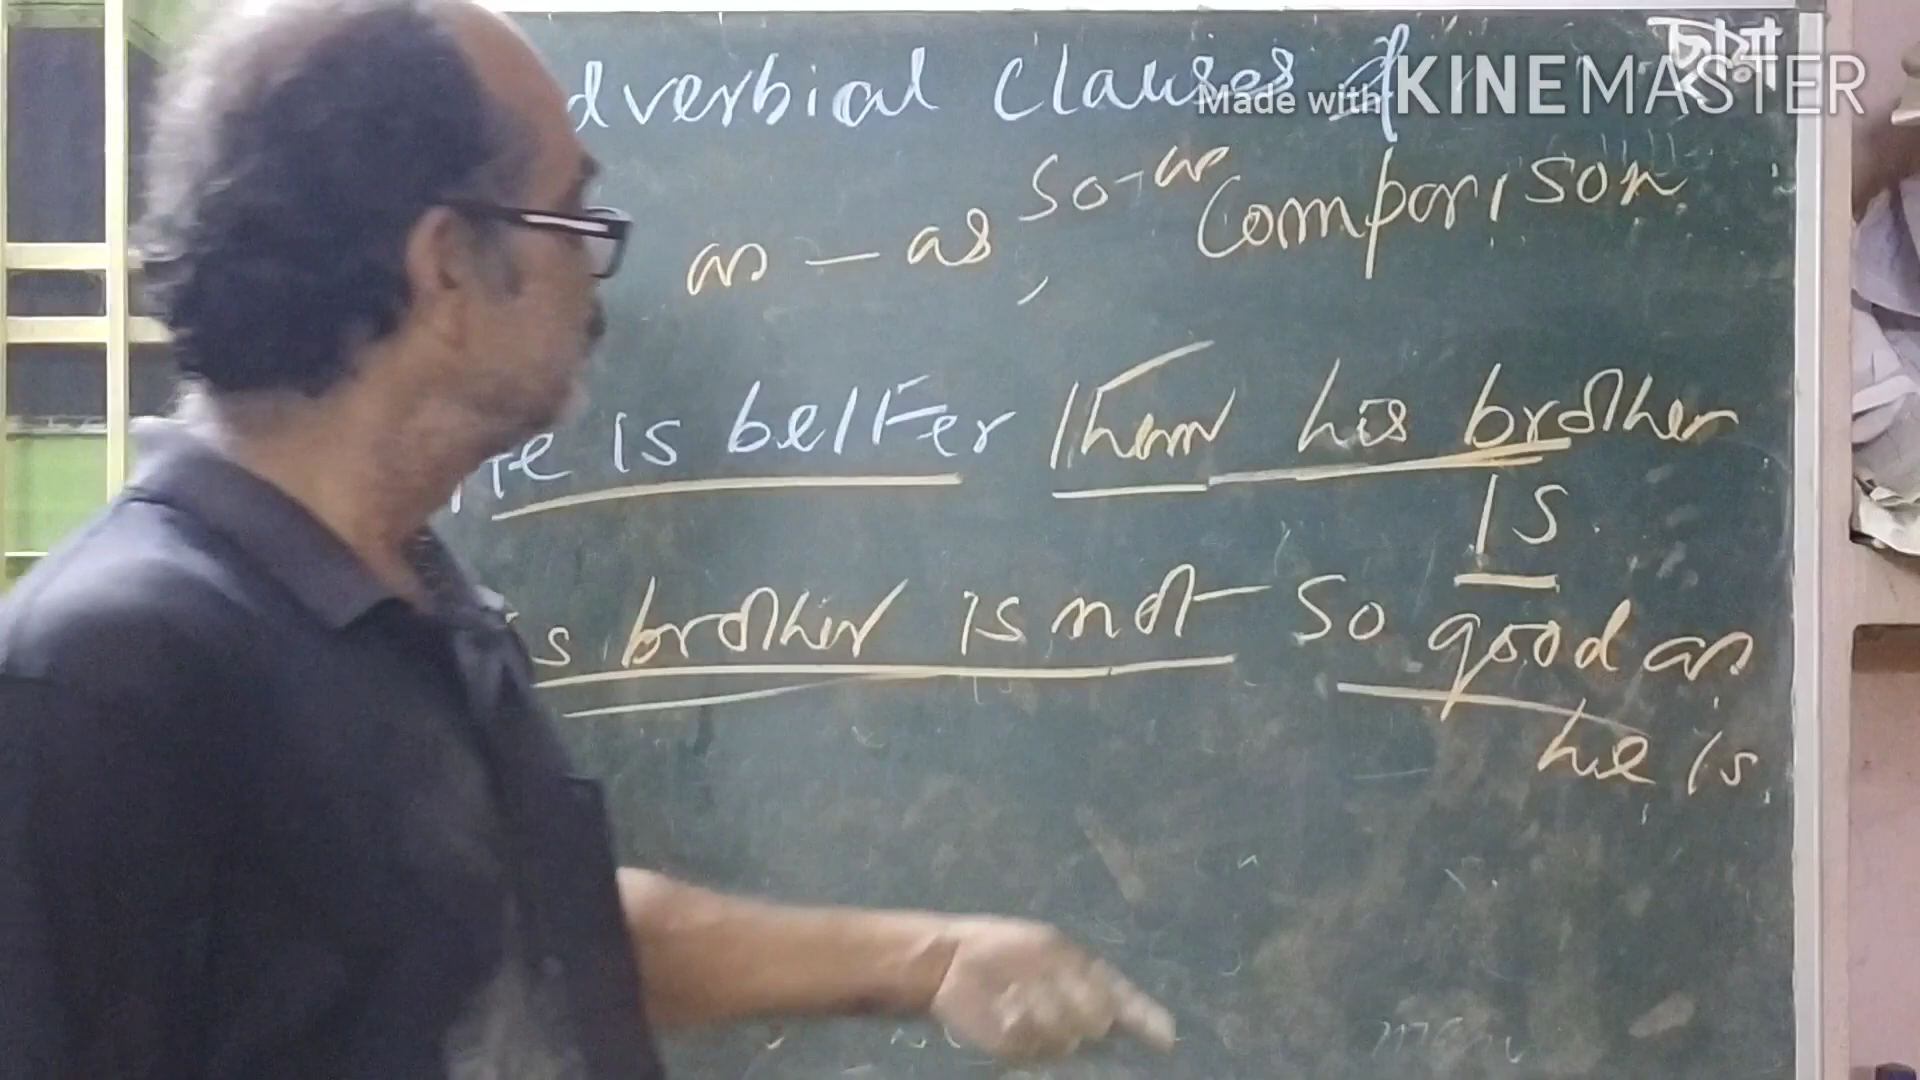 dverbial clauses of
Made with KINEMASTER
ছায়া
as - as, so-as Comparison
He is better than his brother
is
s brother is not so good as
he is